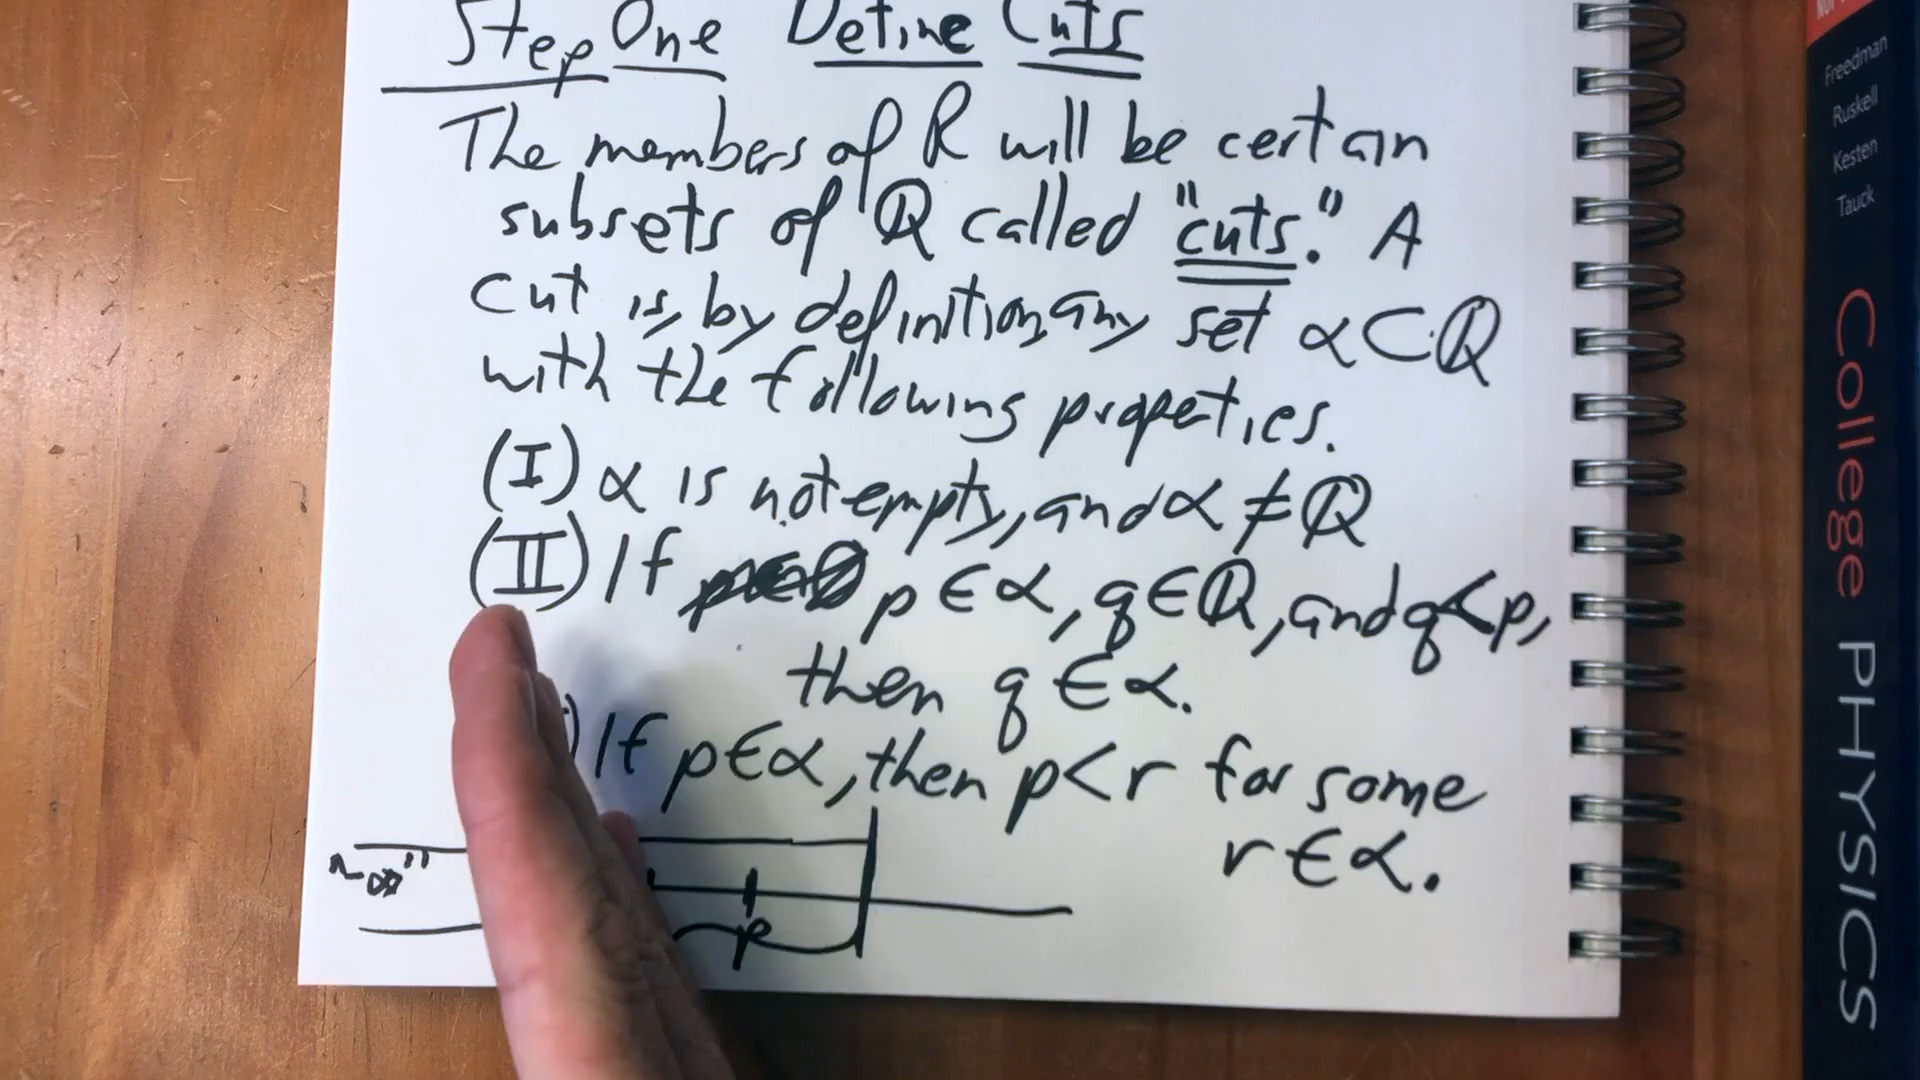 Step One Define Cuts
The members of R will be certain
subsets of ℚ called "cuts." A
cut is, by definition, any set α ⊂ ℚ
with the following properties.
(I) α is not empty, and α ≠ ℚ
(II) If p ∈ α, q ∈ ℚ, and q < p,
then q ∈ α.
) If p ∈ α, then p < r for some
r ∈ α.
p
Freedman
Ruskell
Kesten
Tauck
College PHYSICS